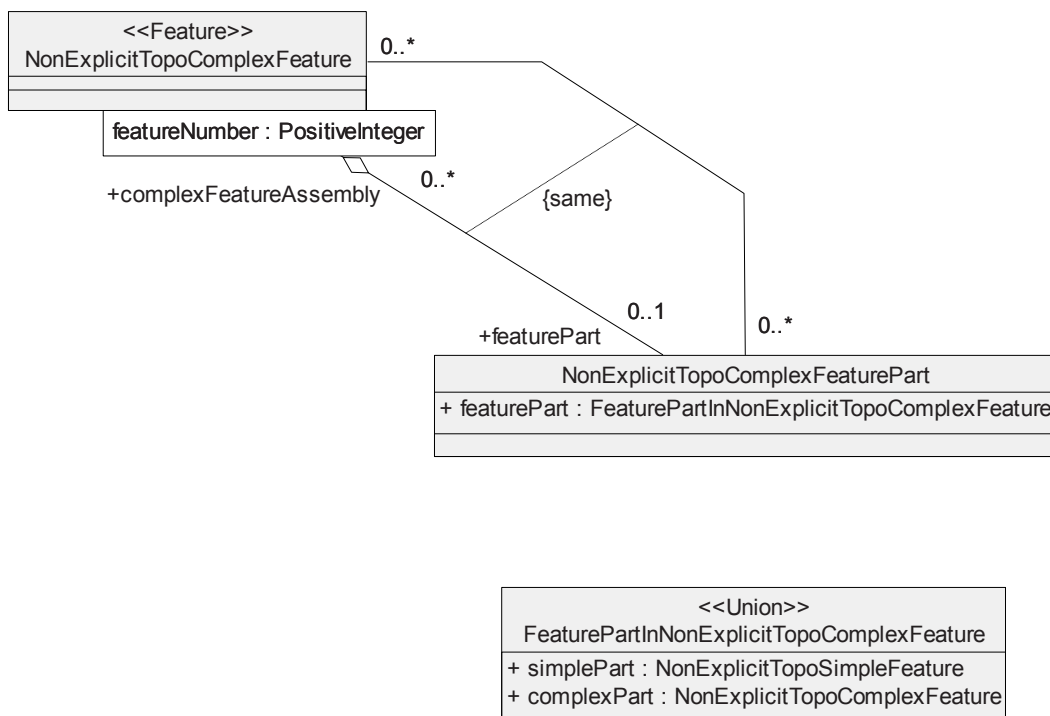 <<Feature>>
NonExplicitTopoComplexFeature
0..*
featureNumber : PositiveInteger
+complexFeatureAssembly
0..*
{same}
0..1
0..*
+featurePart
NonExplicitTopoComplexFeaturePart
+ featurePart : FeaturePartInNonExplicitTopoComplexFeature
<<Union>>
FeaturePartInNonExplicitTopoComplexFeature
+ simplePart : NonExplicitTopoSimpleFeature
+ complexPart : NonExplicitTopoComplexFeature